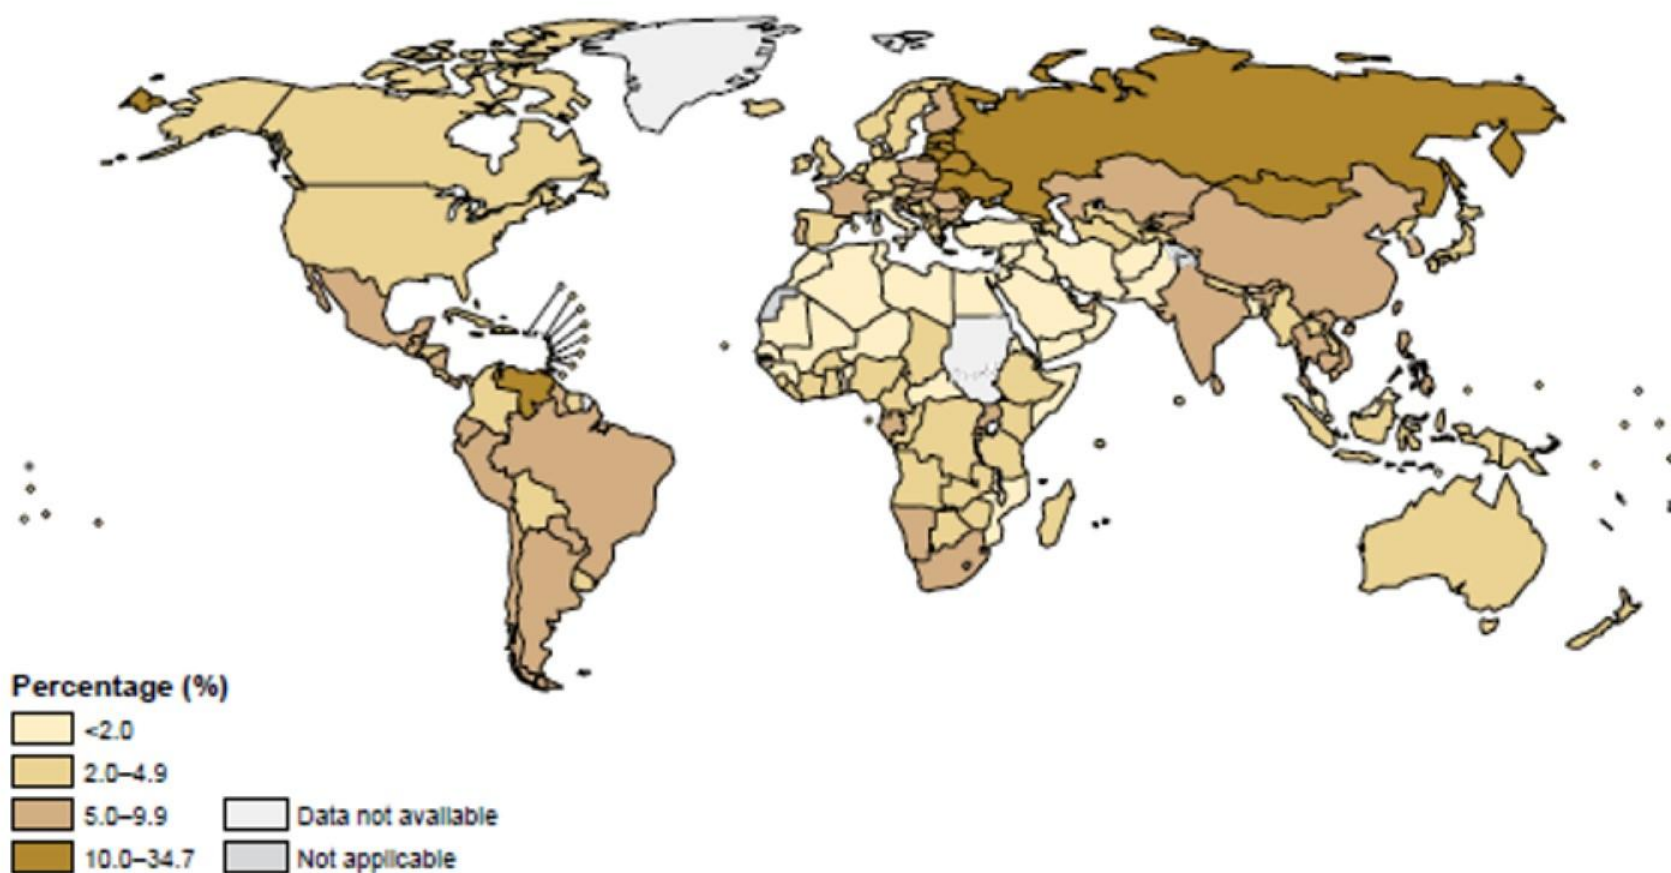 Percentage (%)
<2.0
2.0–4.9
5.0–9.9
10.0–34.7
Data not available
Not applicable